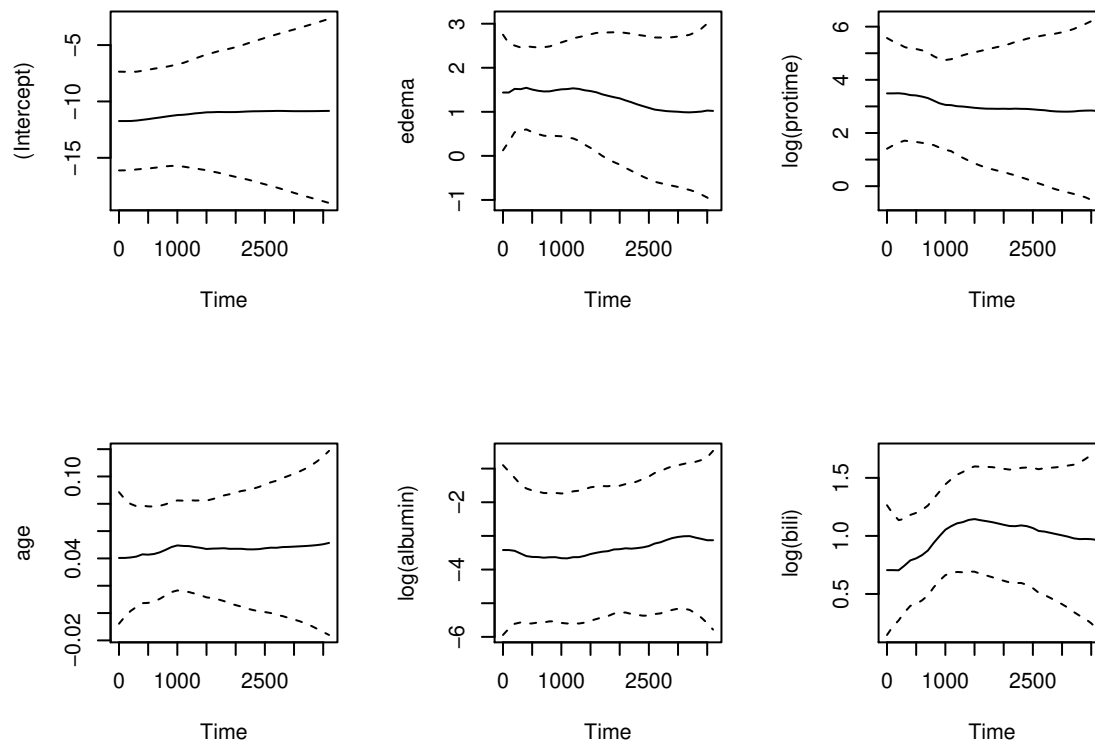 (Intercept)
−5
−10
−15
0 1000 2500
Time
edema
3
2
1
0
−1
0 1000 2500
Time
log(protime)
6
4
2
0
0 1000 2500
Time
age
0.10
0.04
−0.02
0 1000 2500
Time
log(albumin)
−2
−4
−6
0 1000 2500
Time
log(bili)
1.5
1.0
0.5
0 1000 2500
Time